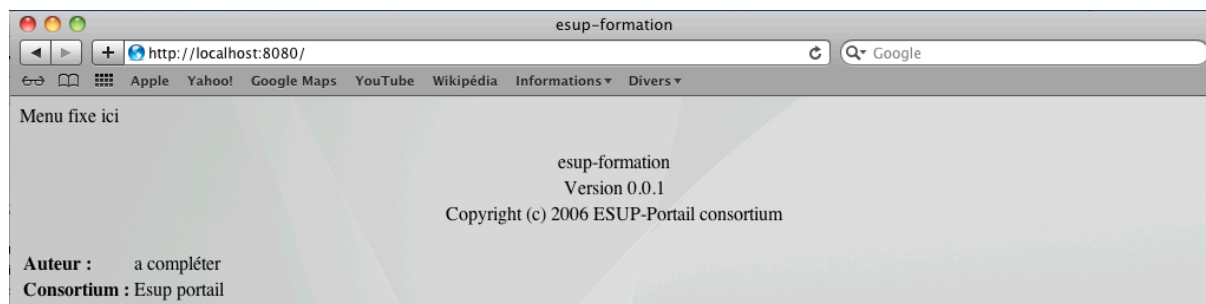 esup-formation
http://localhost:8080/
Google
Apple Yahoo! Google Maps YouTube Wikipédia Informations Divers
Menu fixe ici
esup-formation
Version 0.0.1
Copyright (c) 2006 ESUP-Portail consortium
Auteur : a compléter
Consortium : Esup portail